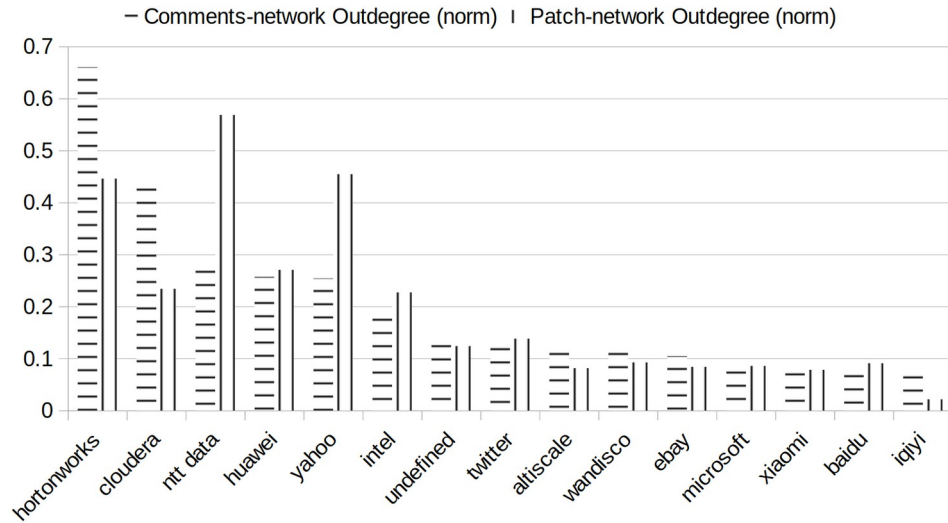 Comments-network Outdegree (norm) Patch-network Outdegree (norm)
0.7
0.6
0.5
0.4
0.3
0.2
0.1
0
hortonworks
cloudera
ntt data
huawei
yahoo
intel
undefined
twitter
altiscale
wandisco
ebay
microsoft
xiaomi
baidu
iqiyi